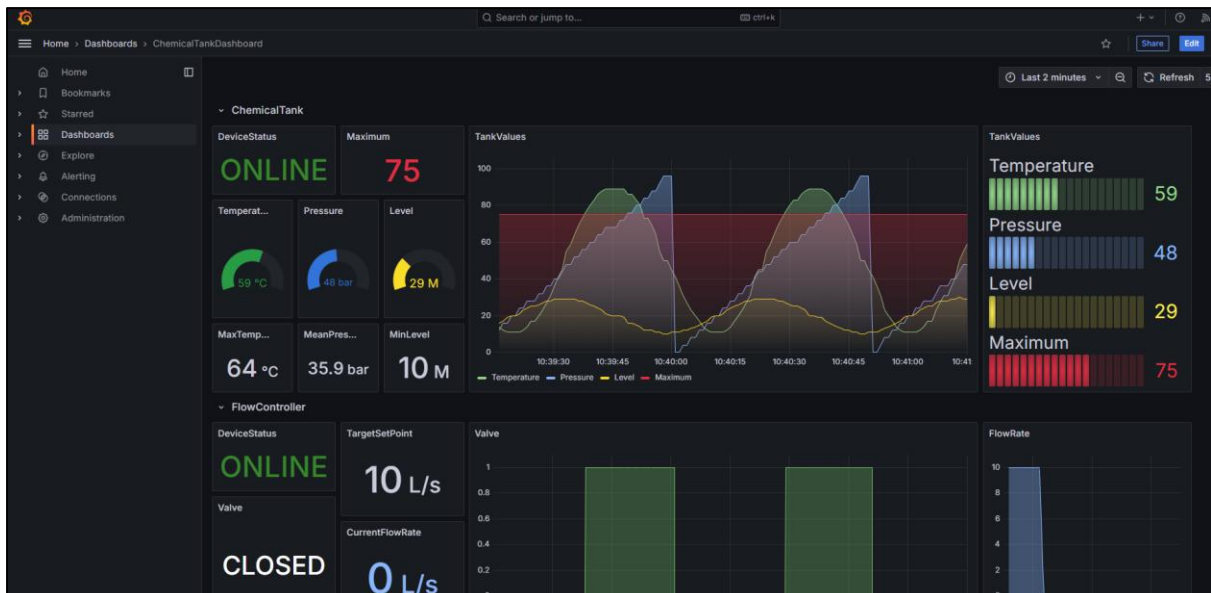 Search or jump to...
ctrl+k
Home › Dashboards › ChemicalTankDashboard
Share
Edit
Home
Bookmarks
Starred
Dashboards
Explore
Alerting
Connections
Administration
Last 2 minutes
Refresh 5
ChemicalTank
DeviceStatus
ONLINE
Maximum
75
Temperat...
59 °C
Pressure
48 bar
Level
29 M
MaxTemp...
64 °C
MeanPres...
35.9 bar
MinLevel
10 M
TankValues
100
80
60
40
20
0
10:39:30 10:39:45 10:40:00 10:40:15 10:40:30 10:40:45 10:41:00 10:41
Temperature Pressure Level Maximum
TankValues
Temperature
59
Pressure
48
Level
29
Maximum
75
FlowController
DeviceStatus
ONLINE
TargetSetPoint
10 L/s
Valve
CLOSED
CurrentFlowRate
0 L/s
Valve
1
0.8
0.6
0.4
0.2
FlowRate
10
8
6
4
2